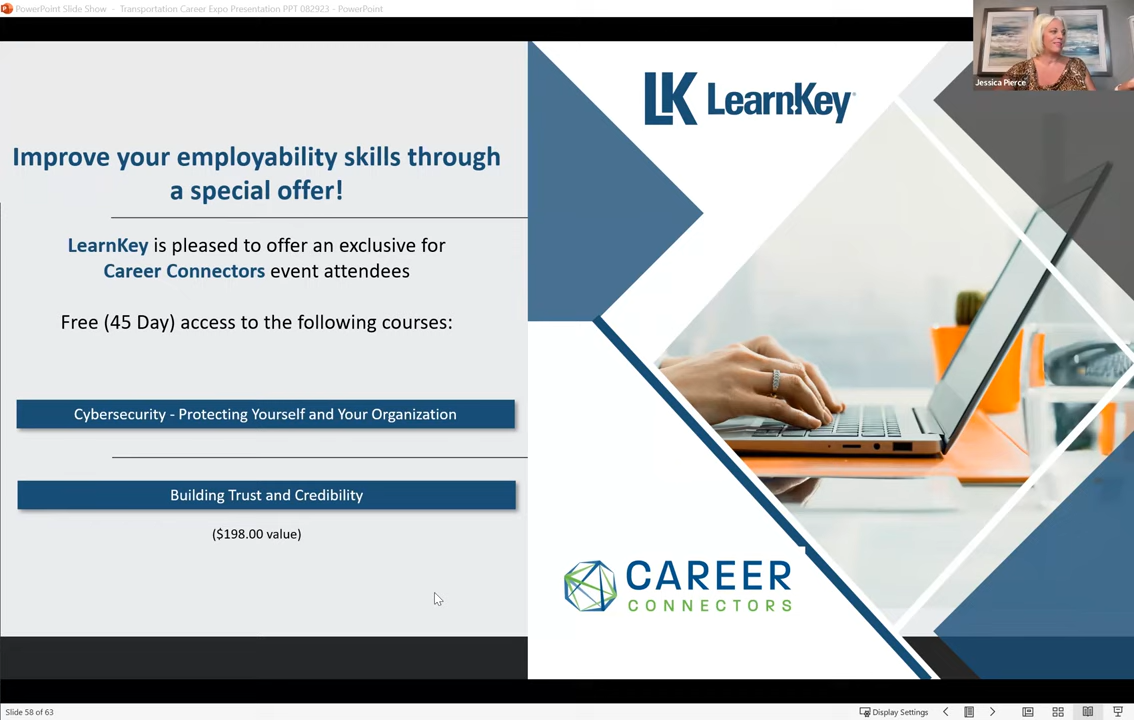 PowerPoint Slide Show - Transportation Career Expo Presentation PPT 082923 - PowerPoint
Jessica Pierce
LK LearnKey
Improve your employability skills through
a special offer!
LearnKey is pleased to offer an exclusive for
Career Connectors event attendees
Free (45 Day) access to the following courses:
Cybersecurity - Protecting Yourself and Your Organization
Building Trust and Credibility
($198.00 value)
CAREER
CONNECTORS
Slide 58 of 63
Display Settings